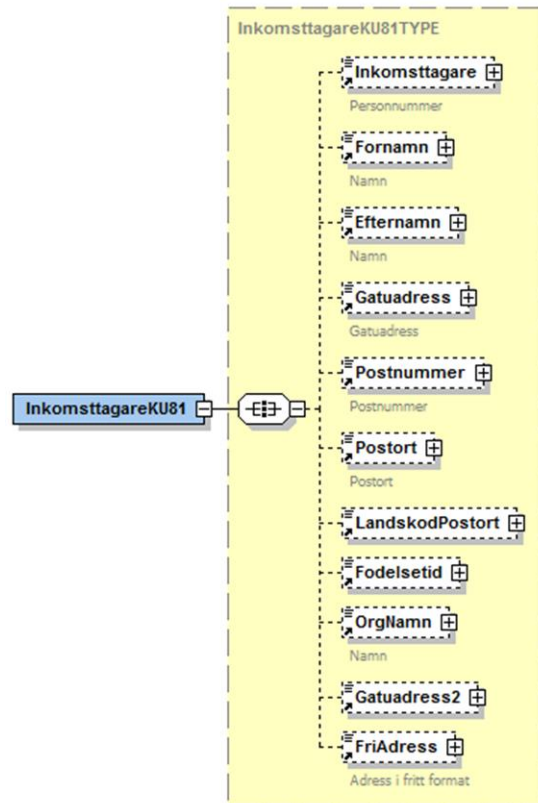 InkomsttagareKU81TYPE
Inkomsttagare
Personnummer
Fornamn
Namn
Efternamn
Namn
Gatuadress
Gatuadress
Postnummer
Postnummer
InkomsttagareKU81
Postort
Postort
LandskodPostort
Fodelsetid
OrgNamn
Namn
Gatuadress2
FriAdress
Adress i fritt format